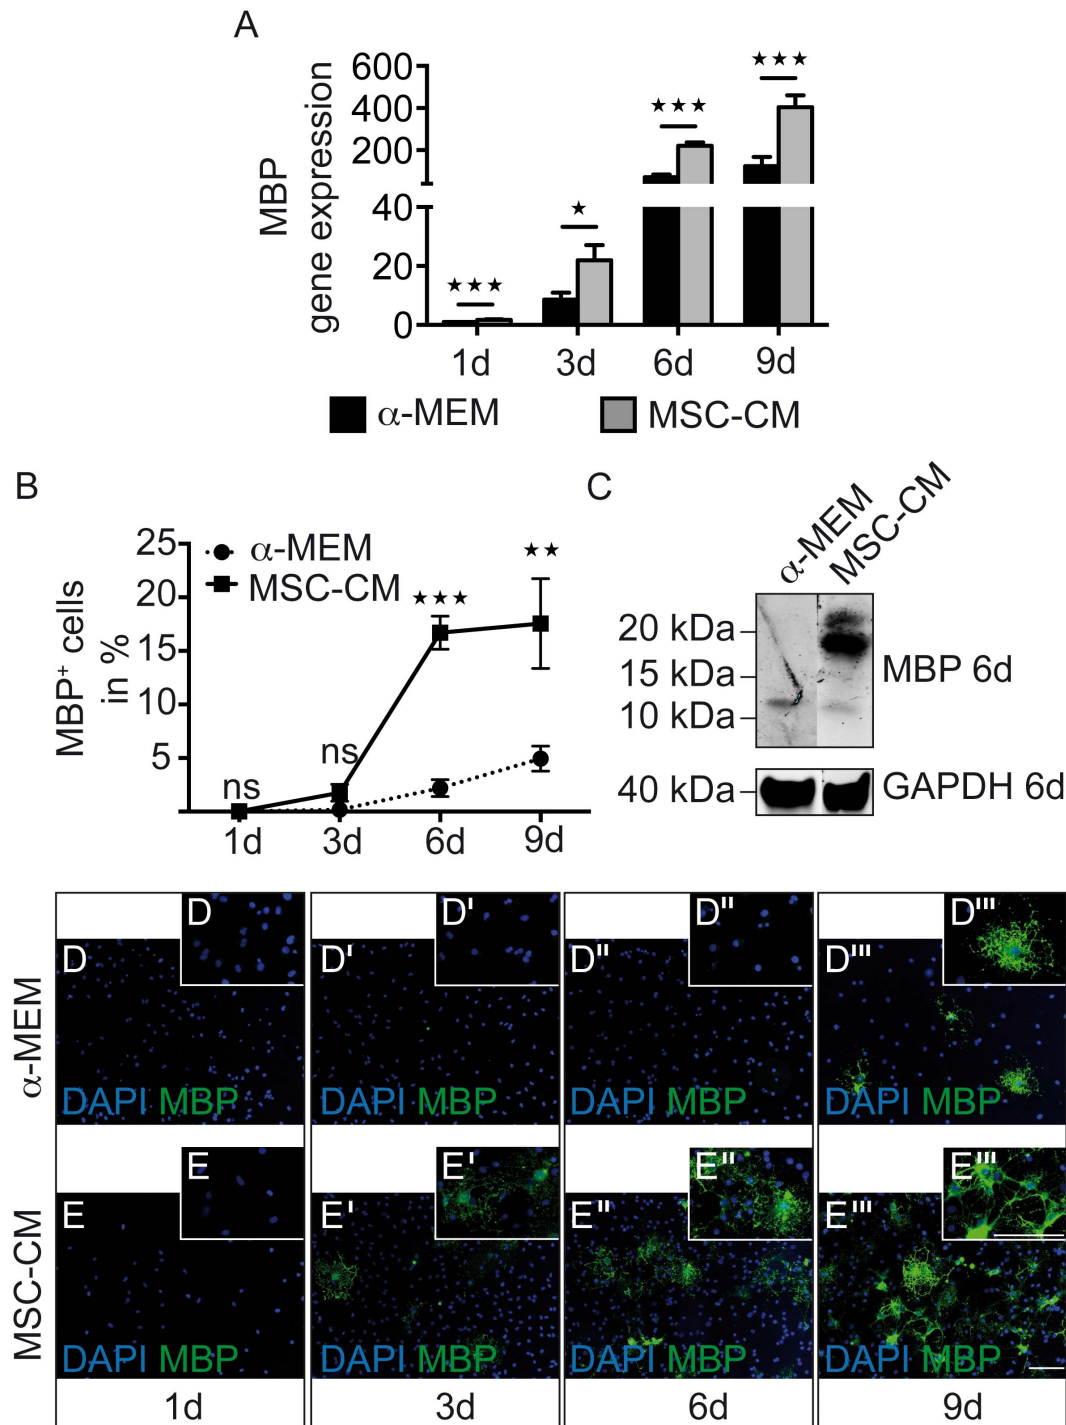 A
MBP
gene expression
600
400
200
40
20
0
★★★
★
★★★
★★★
1d 3d 6d 9d
α-MEM MSC-CM
B
MBP⁺ cells
in %
25
20
15
10
5
α-MEM
MSC-CM
ns
ns
★★★
★★
1d 3d 6d 9d
C
α-MEM
MSC-CM
20 kDa
15 kDa
10 kDa
MBP 6d
40 kDa
GAPDH 6d
α-MEM
D D' D'' D'''
D D' D'' D'''
DAPI MBP DAPI MBP DAPI MBP DAPI MBP
MSC-CM
E E' E'' E'''
E E' E'' E'''
DAPI MBP DAPI MBP DAPI MBP DAPI MBP
1d 3d 6d 9d